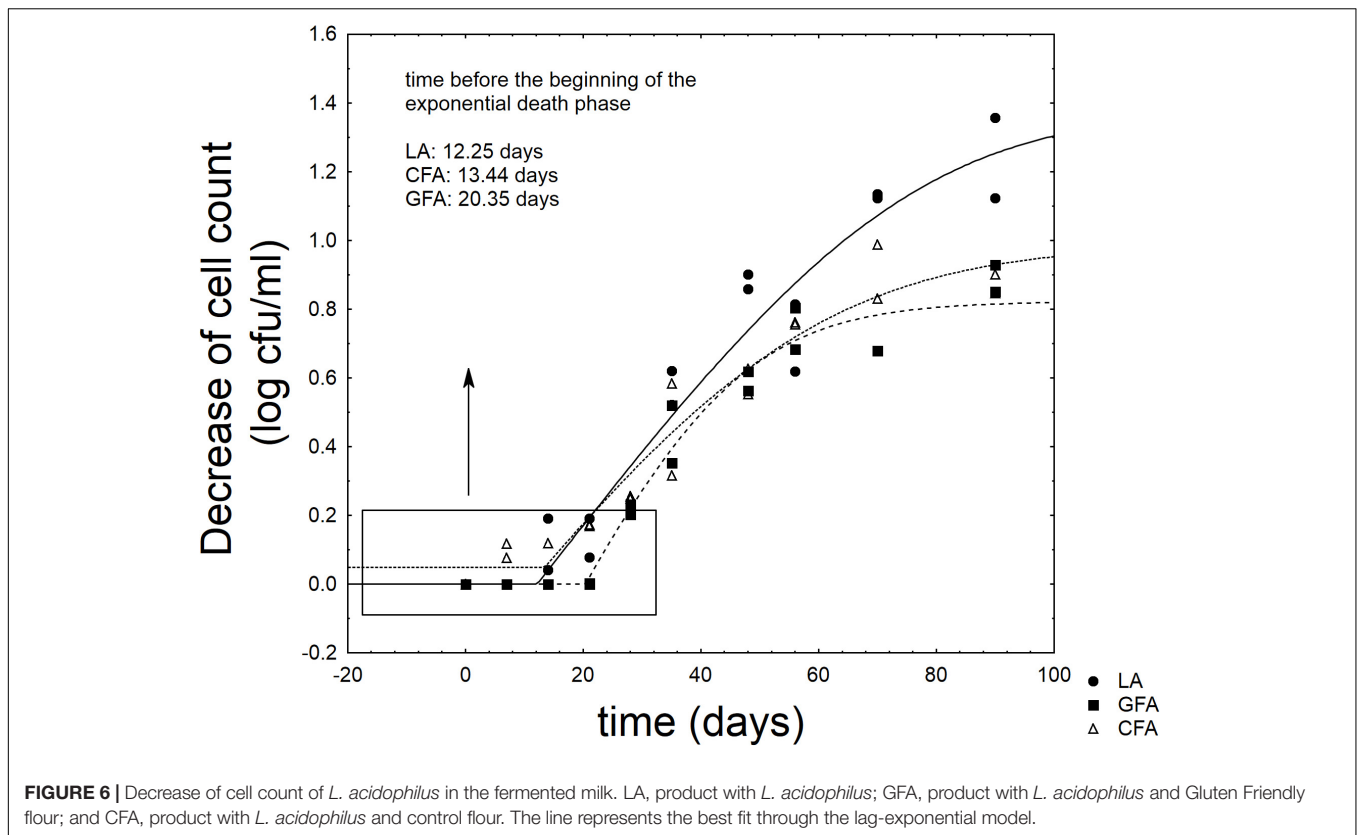 1.6
1.4
1.2
1.0
0.8
0.6
0.4
0.2
0.0
-0.2
Decrease of cell count
(log cfu/ml)
time before the beginning of the
exponential death phase
LA: 12.25 days
CFA: 13.44 days
GFA: 20.35 days
-20 0 20 40 60 80 100
time (days)
LA
GFA
CFA
FIGURE 6 | Decrease of cell count of L. acidophilus in the fermented milk. LA, product with L. acidophilus; GFA, product with L. acidophilus and Gluten Friendly
flour; and CFA, product with L. acidophilus and control flour. The line represents the best fit through the lag-exponential model.